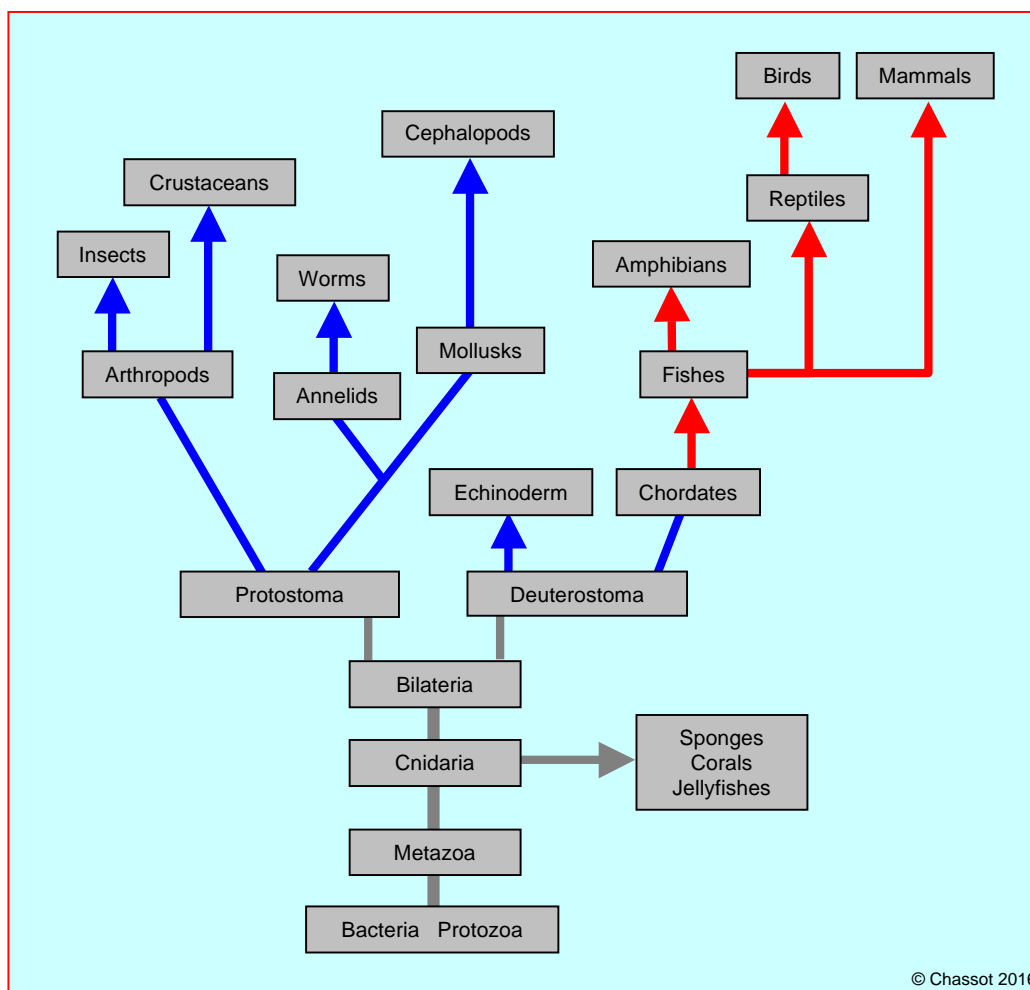 Birds
Mammals
Cephalopods
Crustaceans
Reptiles
Insects
Amphibians
Worms
Mollusks
Arthropods
Fishes
Annelids
Echinoderm
Chordates
Protostoma
Deuterostoma
Bilateria
Sponges
Corals
Jellyfishes
Cnidaria
Metazoa
Bacteria Protozoa
© Chassot 2016